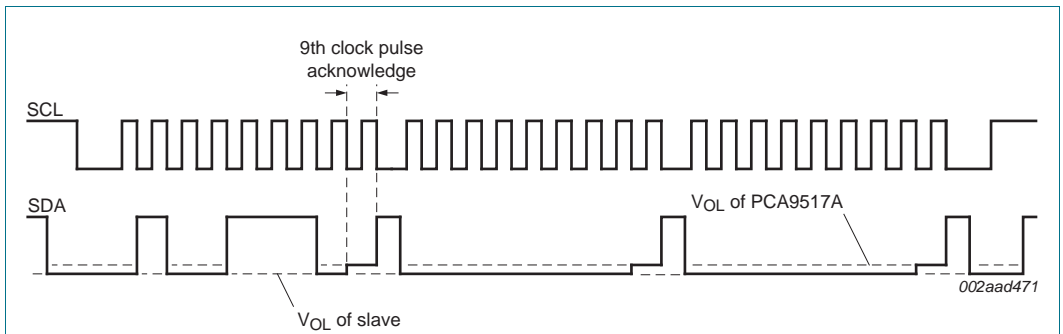 9th clock pulse
acknowledge
SCL
SDA
VOL of PCA9517A
002aad471
VOL of slave